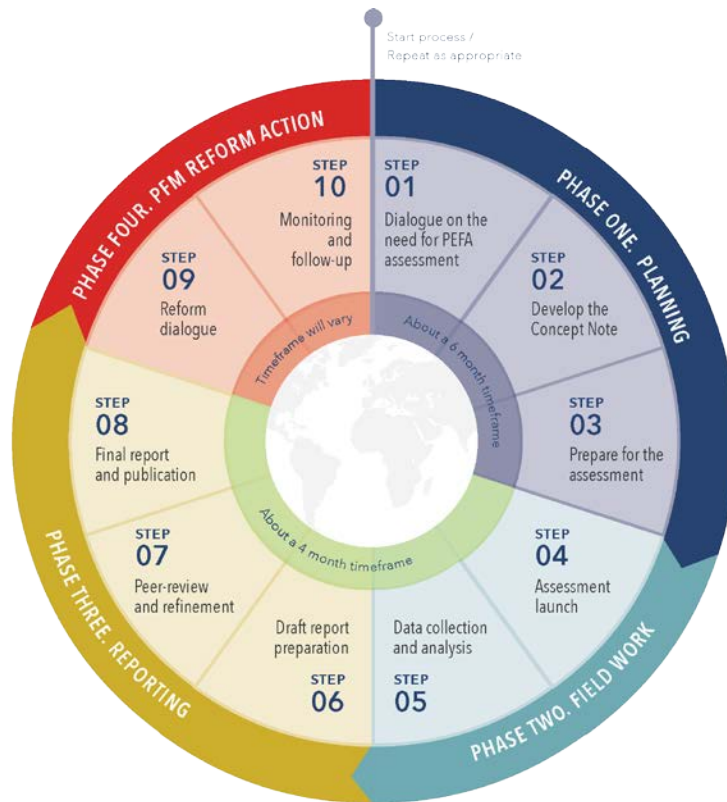 Start process /
Repeat as appropriate
PHASE ONE. PLANNING
STEP
01
Dialogue on the
need for PEFA
assessment
STEP
02
Develop the
Concept Note
STEP
03
Prepare for the
assessment
About a 6 month timeframe
PHASE TWO. FIELD WORK
STEP
04
Assessment
launch
Data collection
and analysis
STEP
05
PHASE THREE. REPORTING
Draft report
preparation
STEP
06
STEP
07
Peer-review
and refinement
STEP
08
Final report
and publication
About a 4 month timeframe
PHASE FOUR. PFM REFORM ACTION
STEP
09
Reform
dialogue
STEP
10
Monitoring
and
follow-up
Timeframe will vary